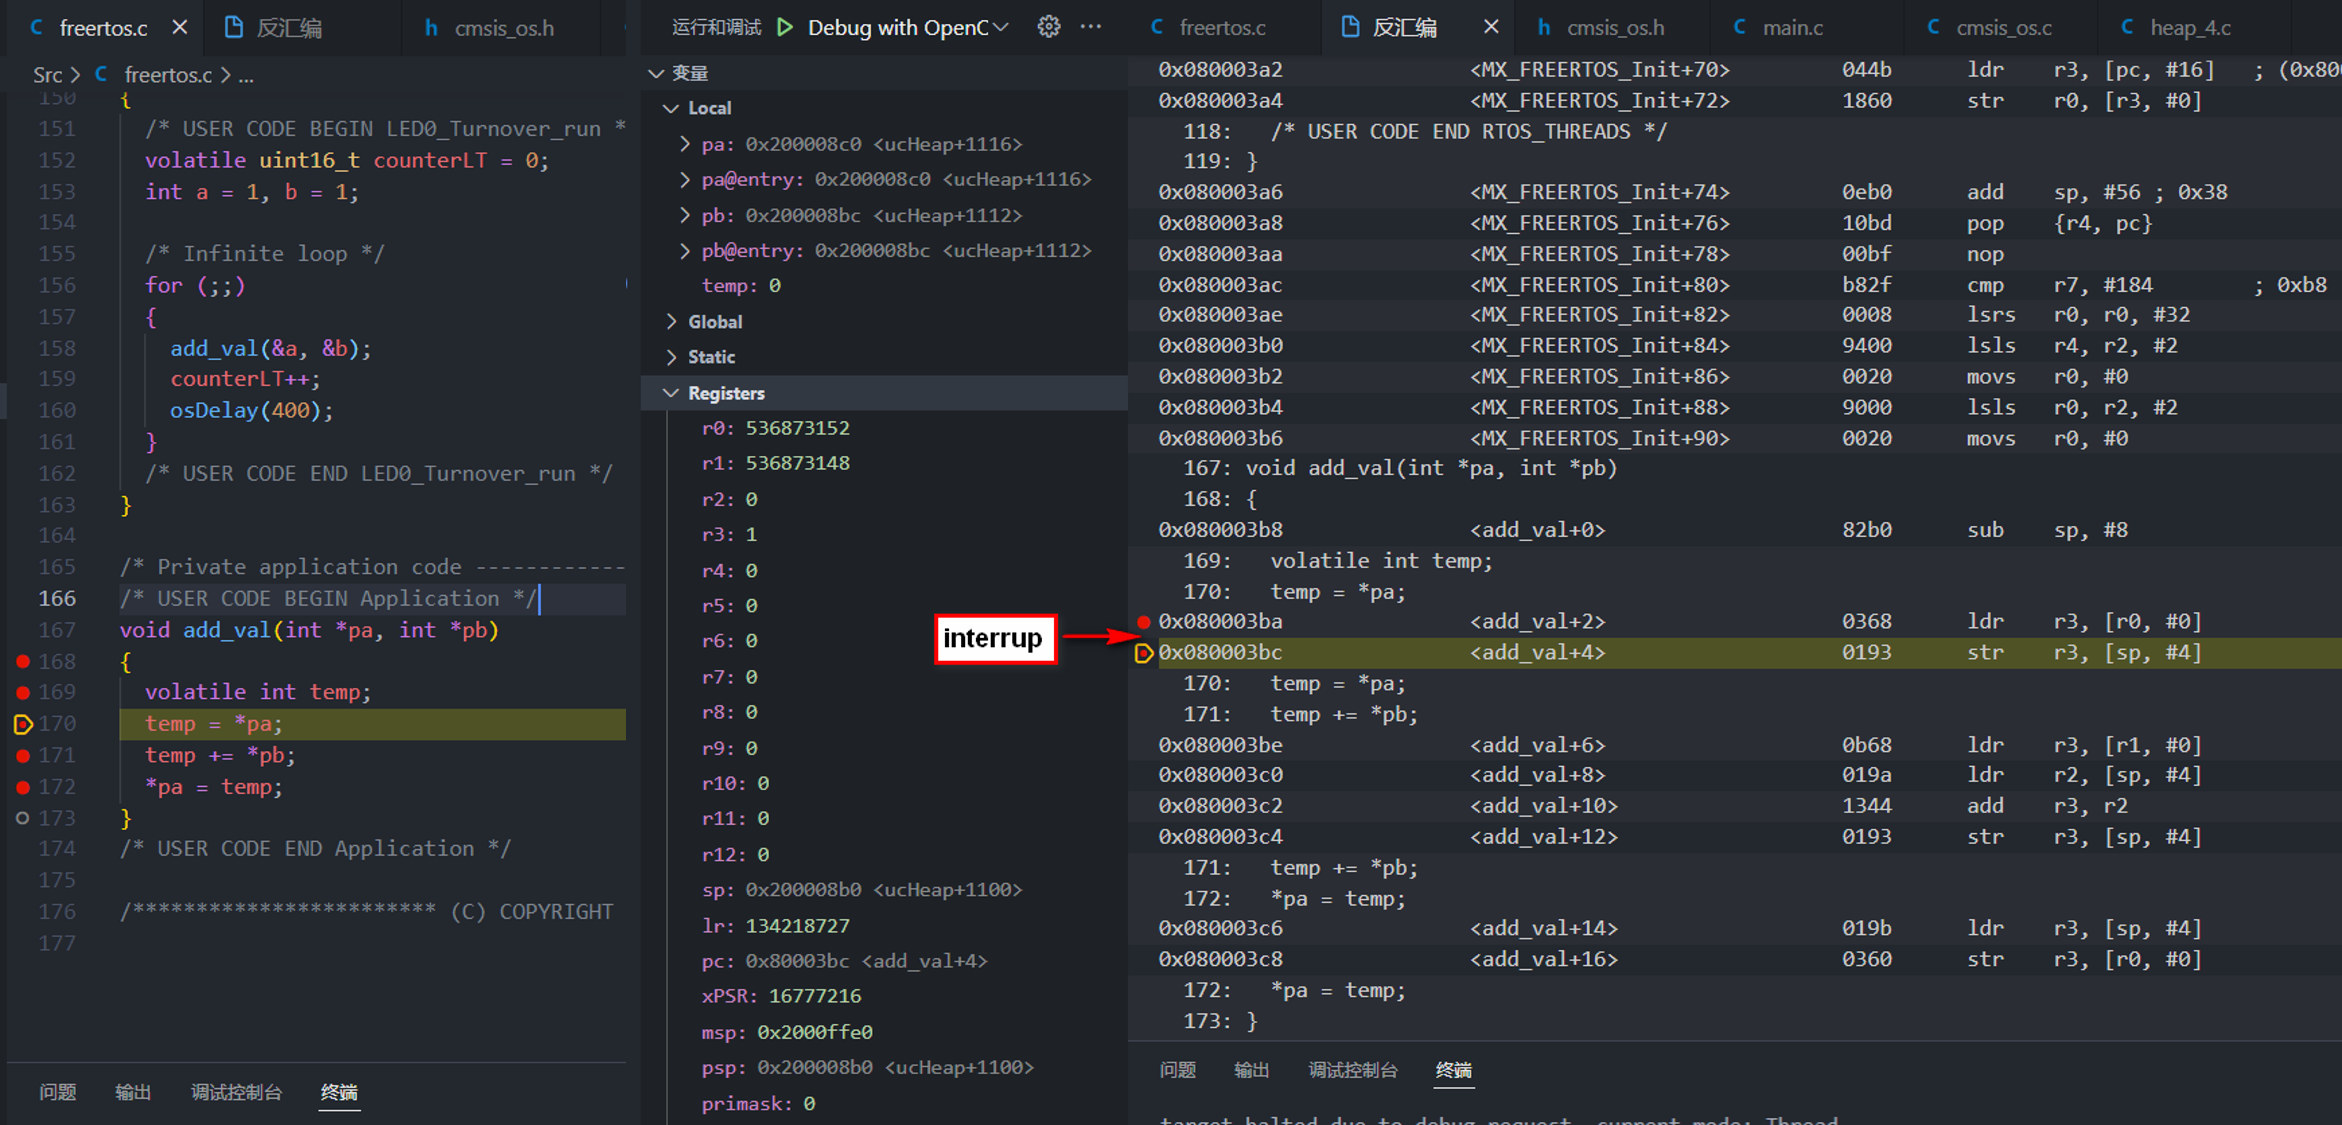 freertos.c
反汇编
cmsis_os.h
Src > freertos.c > ...
150 {
151 /* USER CODE BEGIN LED0_Turnover_run *
152 volatile uint16_t counterLT = 0;
153 int a = 1, b = 1;
154
155 /* Infinite loop */
156 for (;;)
157 {
158 add_val(&a, &b);
159 counterLT++;
160 osDelay(400);
161 }
162 /* USER CODE END LED0_Turnover_run */
163 }
164
165 /* Private application code ------------
166 /* USER CODE BEGIN Application */
167 void add_val(int *pa, int *pb)
168 {
169 volatile int temp;
170 temp = *pa;
171 temp += *pb;
172 *pa = temp;
173 }
174 /* USER CODE END Application */
175
176 /************************ (C) COPYRIGHT
177
问题 输出 调试控制台 终端
运行和调试 Debug with OpenC
变量
Local
pa: 0x200008c0 <ucHeap+1116>
pa@entry: 0x200008c0 <ucHeap+1116>
pb: 0x200008bc <ucHeap+1112>
pb@entry: 0x200008bc <ucHeap+1112>
temp: 0
Global
Static
Registers
r0: 536873152
r1: 536873148
r2: 0
r3: 1
r4: 0
r5: 0
r6: 0
r7: 0
r8: 0
r9: 0
r10: 0
r11: 0
r12: 0
sp: 0x200008b0 <ucHeap+1100>
lr: 134218727
pc: 0x80003bc <add_val+4>
xPSR: 16777216
msp: 0x2000ffe0
psp: 0x200008b0 <ucHeap+1100>
primask: 0
interrup
freertos.c
反汇编
cmsis_os.h
main.c
cmsis_os.c
heap_4.c
0x080003a2 <MX_FREERTOS_Init+70> 044b ldr r3, [pc, #16] ; (0x80
0x080003a4 <MX_FREERTOS_Init+72> 1860 str r0, [r3, #0]
118: /* USER CODE END RTOS_THREADS */
119: }
0x080003a6 <MX_FREERTOS_Init+74> 0eb0 add sp, #56 ; 0x38
0x080003a8 <MX_FREERTOS_Init+76> 10bd pop {r4, pc}
0x080003aa <MX_FREERTOS_Init+78> 00bf nop
0x080003ac <MX_FREERTOS_Init+80> b82f cmp r7, #184 ; 0xb8
0x080003ae <MX_FREERTOS_Init+82> 0008 lsrs r0, r0, #32
0x080003b0 <MX_FREERTOS_Init+84> 9400 lsls r4, r2, #2
0x080003b2 <MX_FREERTOS_Init+86> 0020 movs r0, #0
0x080003b4 <MX_FREERTOS_Init+88> 9000 lsls r0, r2, #2
0x080003b6 <MX_FREERTOS_Init+90> 0020 movs r0, #0
167: void add_val(int *pa, int *pb)
168: {
0x080003b8 <add_val+0> 82b0 sub sp, #8
169: volatile int temp;
170: temp = *pa;
0x080003ba <add_val+2> 0368 ldr r3, [r0, #0]
0x080003bc <add_val+4> 0193 str r3, [sp, #4]
170: temp = *pa;
171: temp += *pb;
0x080003be <add_val+6> 0b68 ldr r3, [r1, #0]
0x080003c0 <add_val+8> 019a ldr r2, [sp, #4]
0x080003c2 <add_val+10> 1344 add r3, r2
0x080003c4 <add_val+12> 0193 str r3, [sp, #4]
171: temp += *pb;
172: *pa = temp;
0x080003c6 <add_val+14> 019b ldr r3, [sp, #4]
0x080003c8 <add_val+16> 0360 str r3, [r0, #0]
172: *pa = temp;
173: }
问题 输出 调试控制台 终端
target halted due to debug-request, current mode: Thread